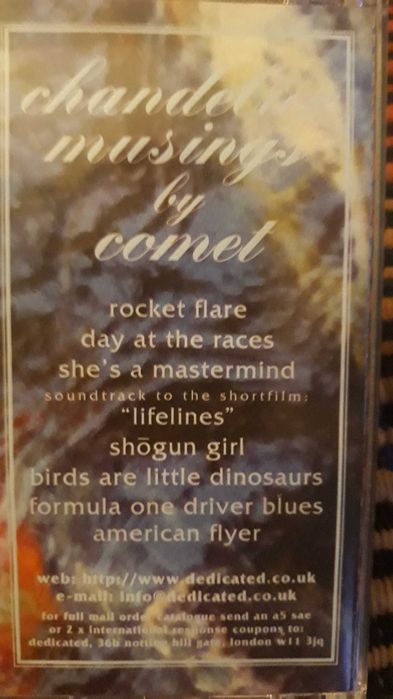 chandelier
musings
by
comet
rocket flare
day at the races
she's a mastermind
soundtrack to the shortfilm:
"lifelines"
shōgun girl
birds are little dinosaurs
formula one driver blues
american flyer
web: http://www.dedicated.co.uk
e-mail: info@dedicated.co.uk
for full mail order catalogue send an a5 sae
or 2 x international response coupons to:
dedicated, 36b notting hill gate, london w11 3jq